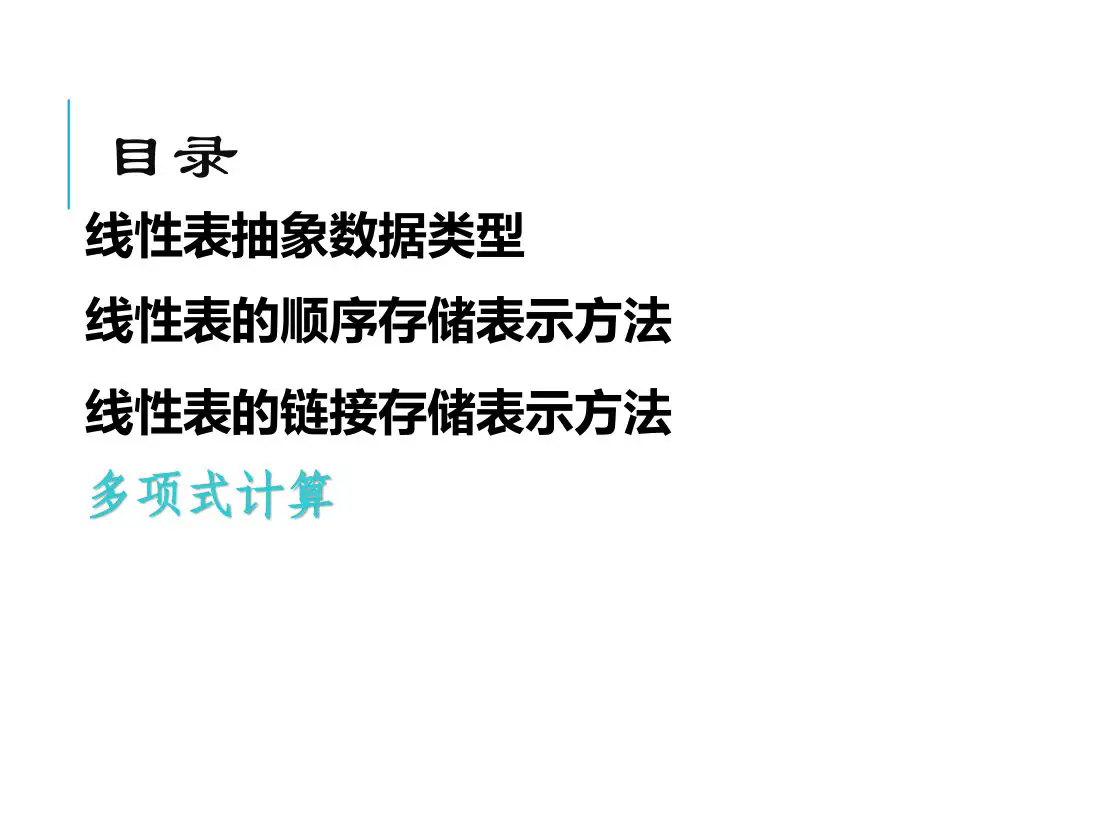 目录
线性表抽象数据类型
线性表的顺序存储表示方法
线性表的链接存储表示方法
多项式计算